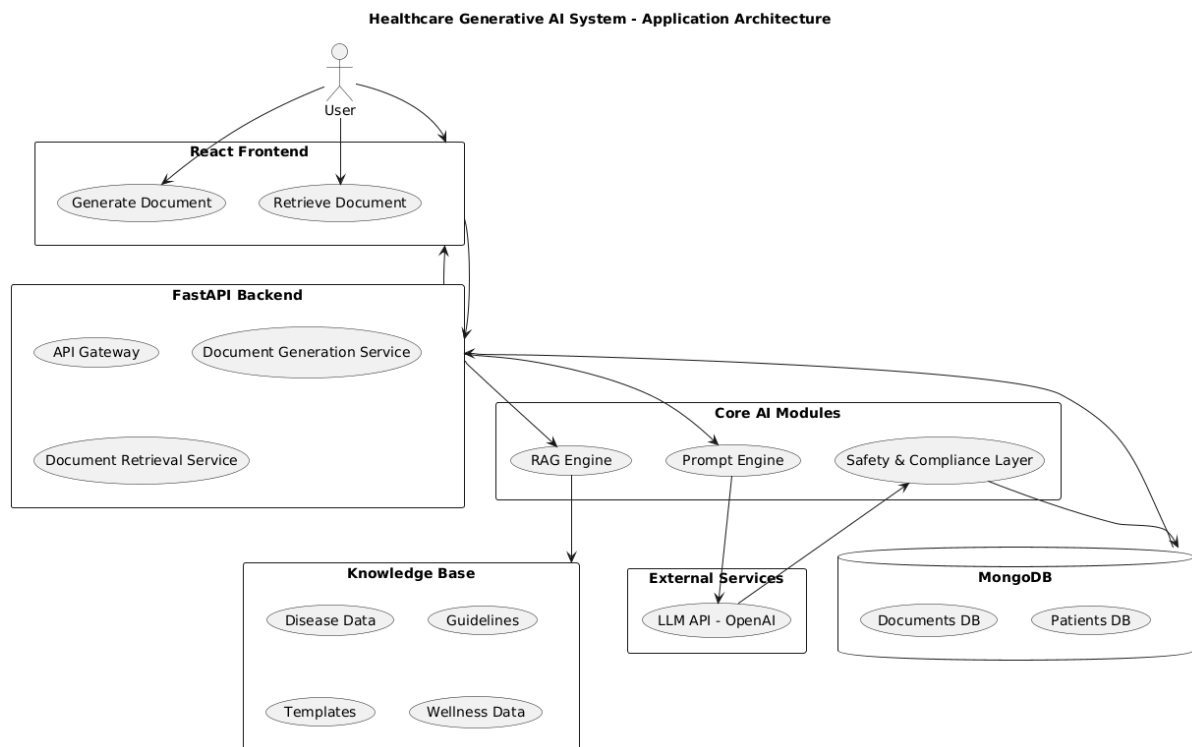 Healthcare Generative AI System - Application Architecture
User
React Frontend
Generate Document
Retrieve Document
FastAPI Backend
API Gateway
Document Generation Service
Document Retrieval Service
Core AI Modules
RAG Engine
Prompt Engine
Safety & Compliance Layer
Knowledge Base
Disease Data
Guidelines
Templates
Wellness Data
External Services
LLM API - OpenAI
MongoDB
Documents DB
Patients DB